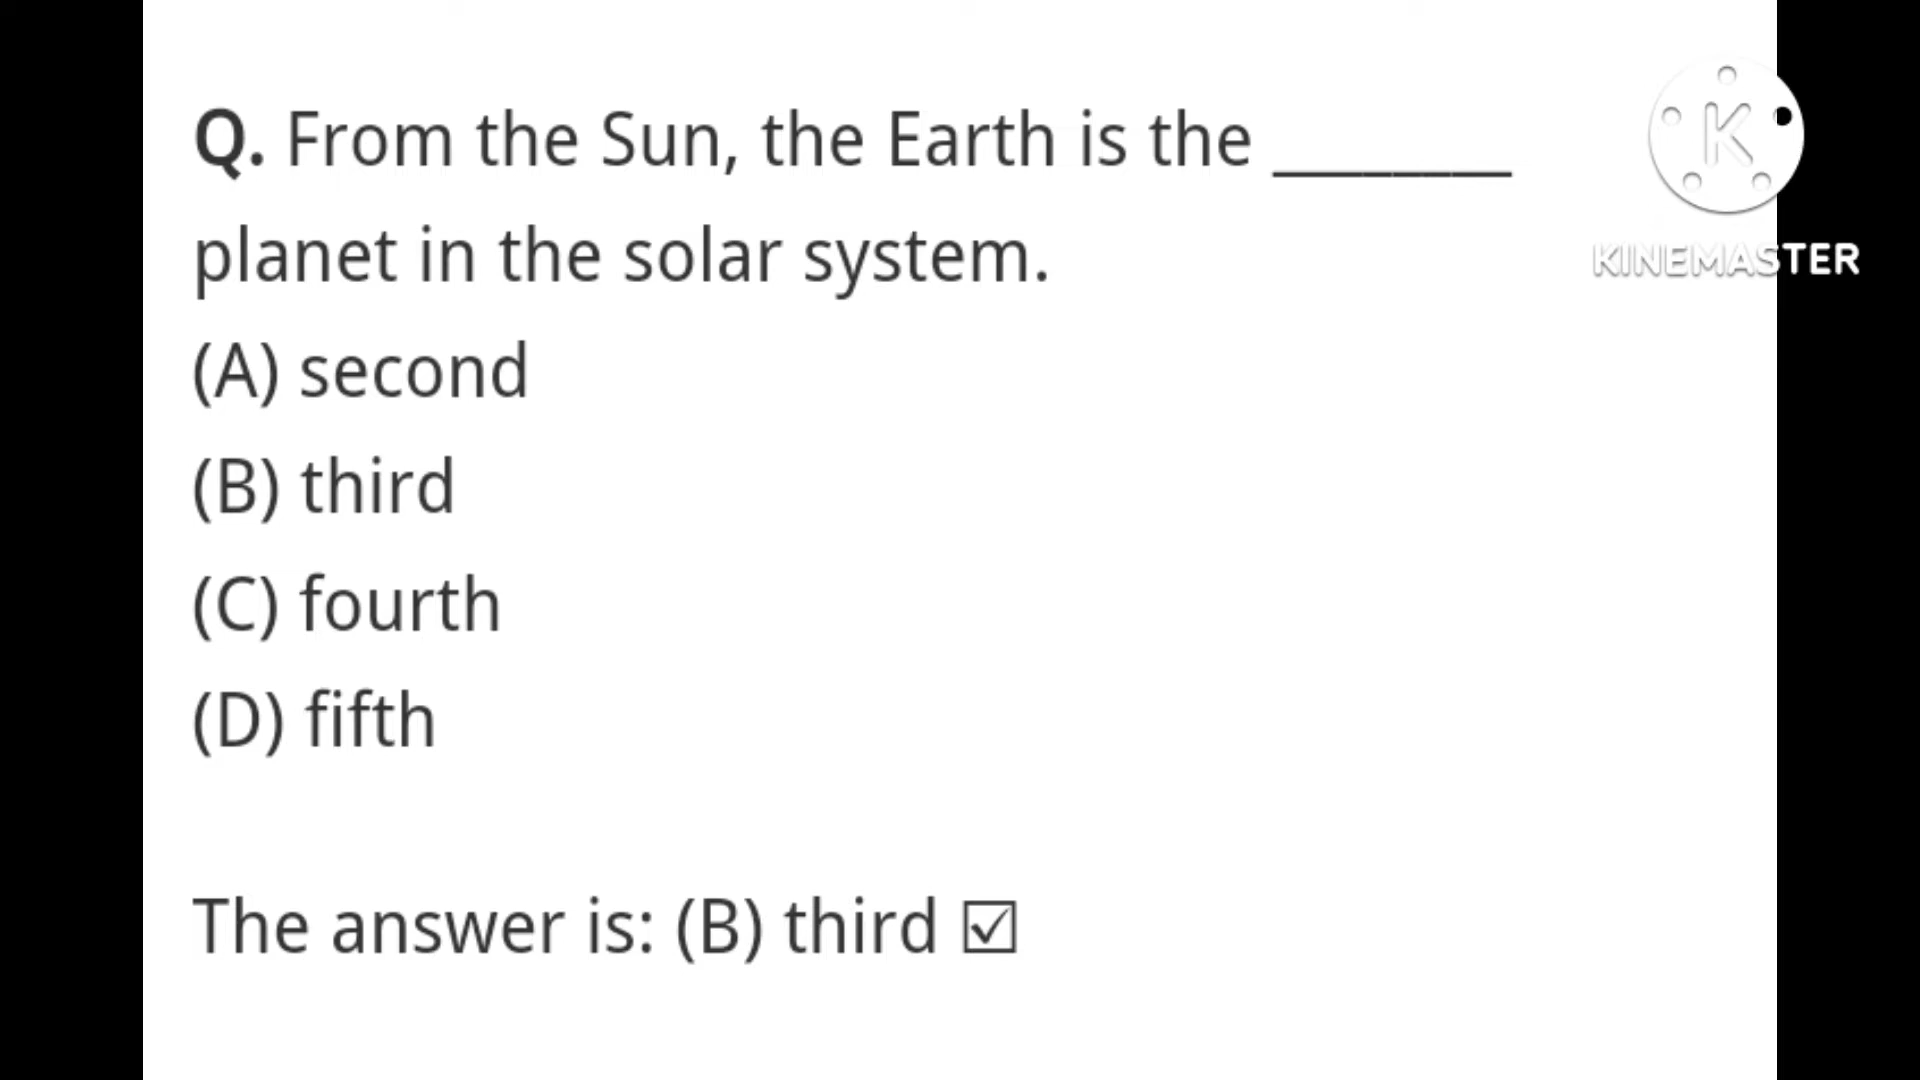 Q. From the Sun, the Earth is the ________
planet in the solar system.
(A) second
(B) third
(C) fourth
(D) fifth
The answer is: (B) third ☑
K
KINEMASTER